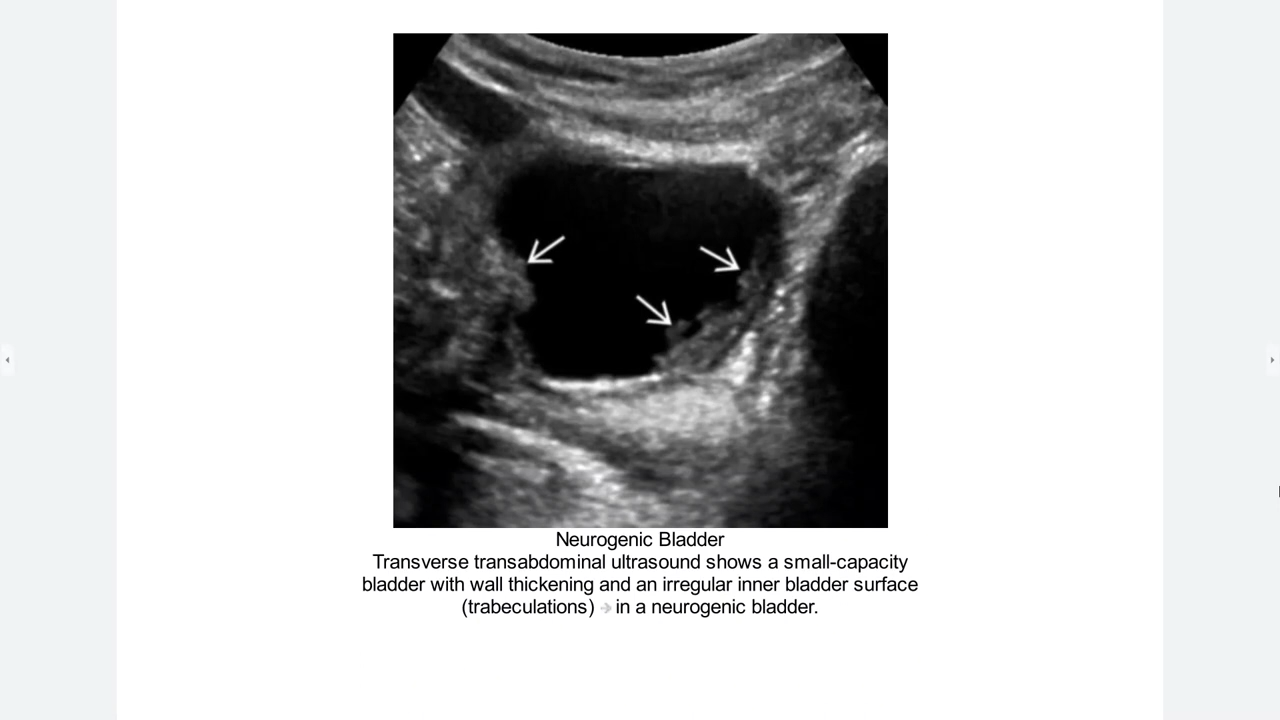 Neurogenic Bladder
Transverse transabdominal ultrasound shows a small-capacity
bladder with wall thickening and an irregular inner bladder surface
(trabeculations) ➔ in a neurogenic bladder.